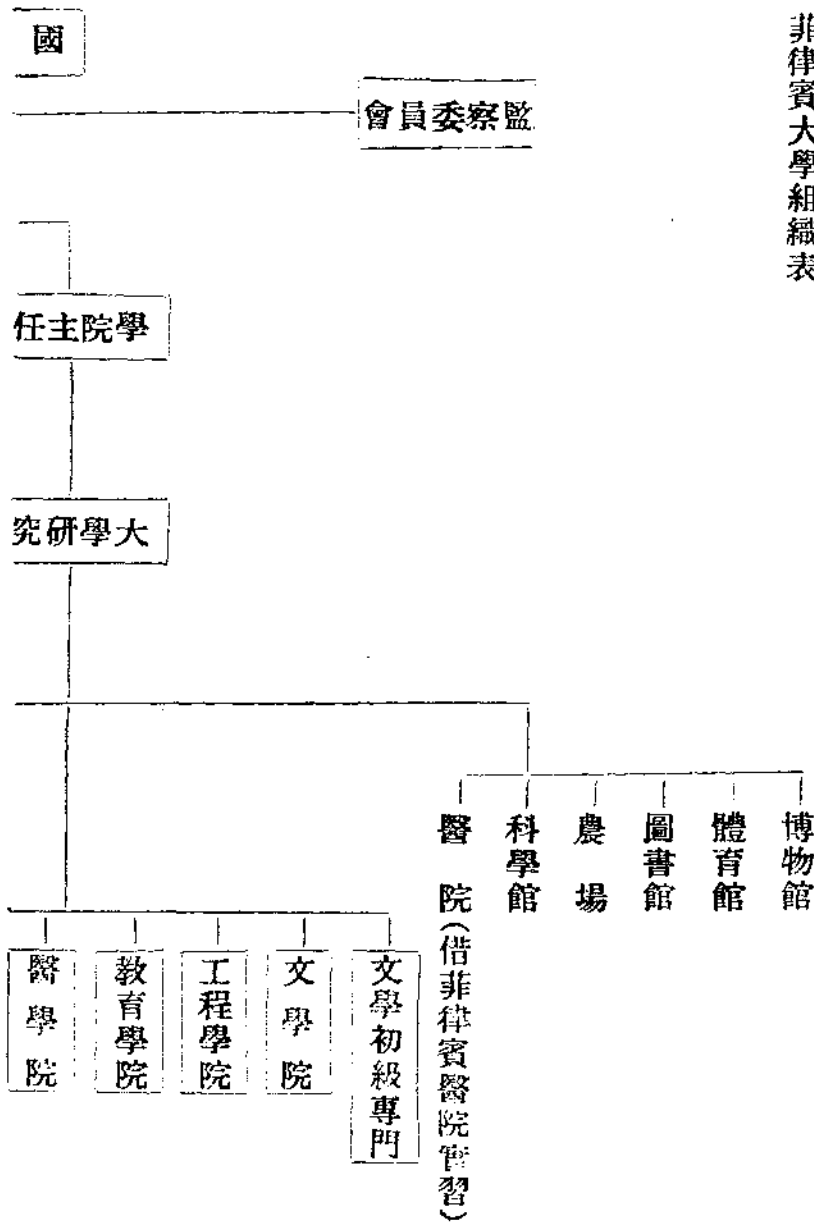 菲律賓大學組織表
國
監察委員會
學院主任
大學研究
博物館
體育館
圖書館
農場
科學館
醫院(借菲律賓醫院實習)
文學初級專門
文學院
工程學院
教育學院
醫學院